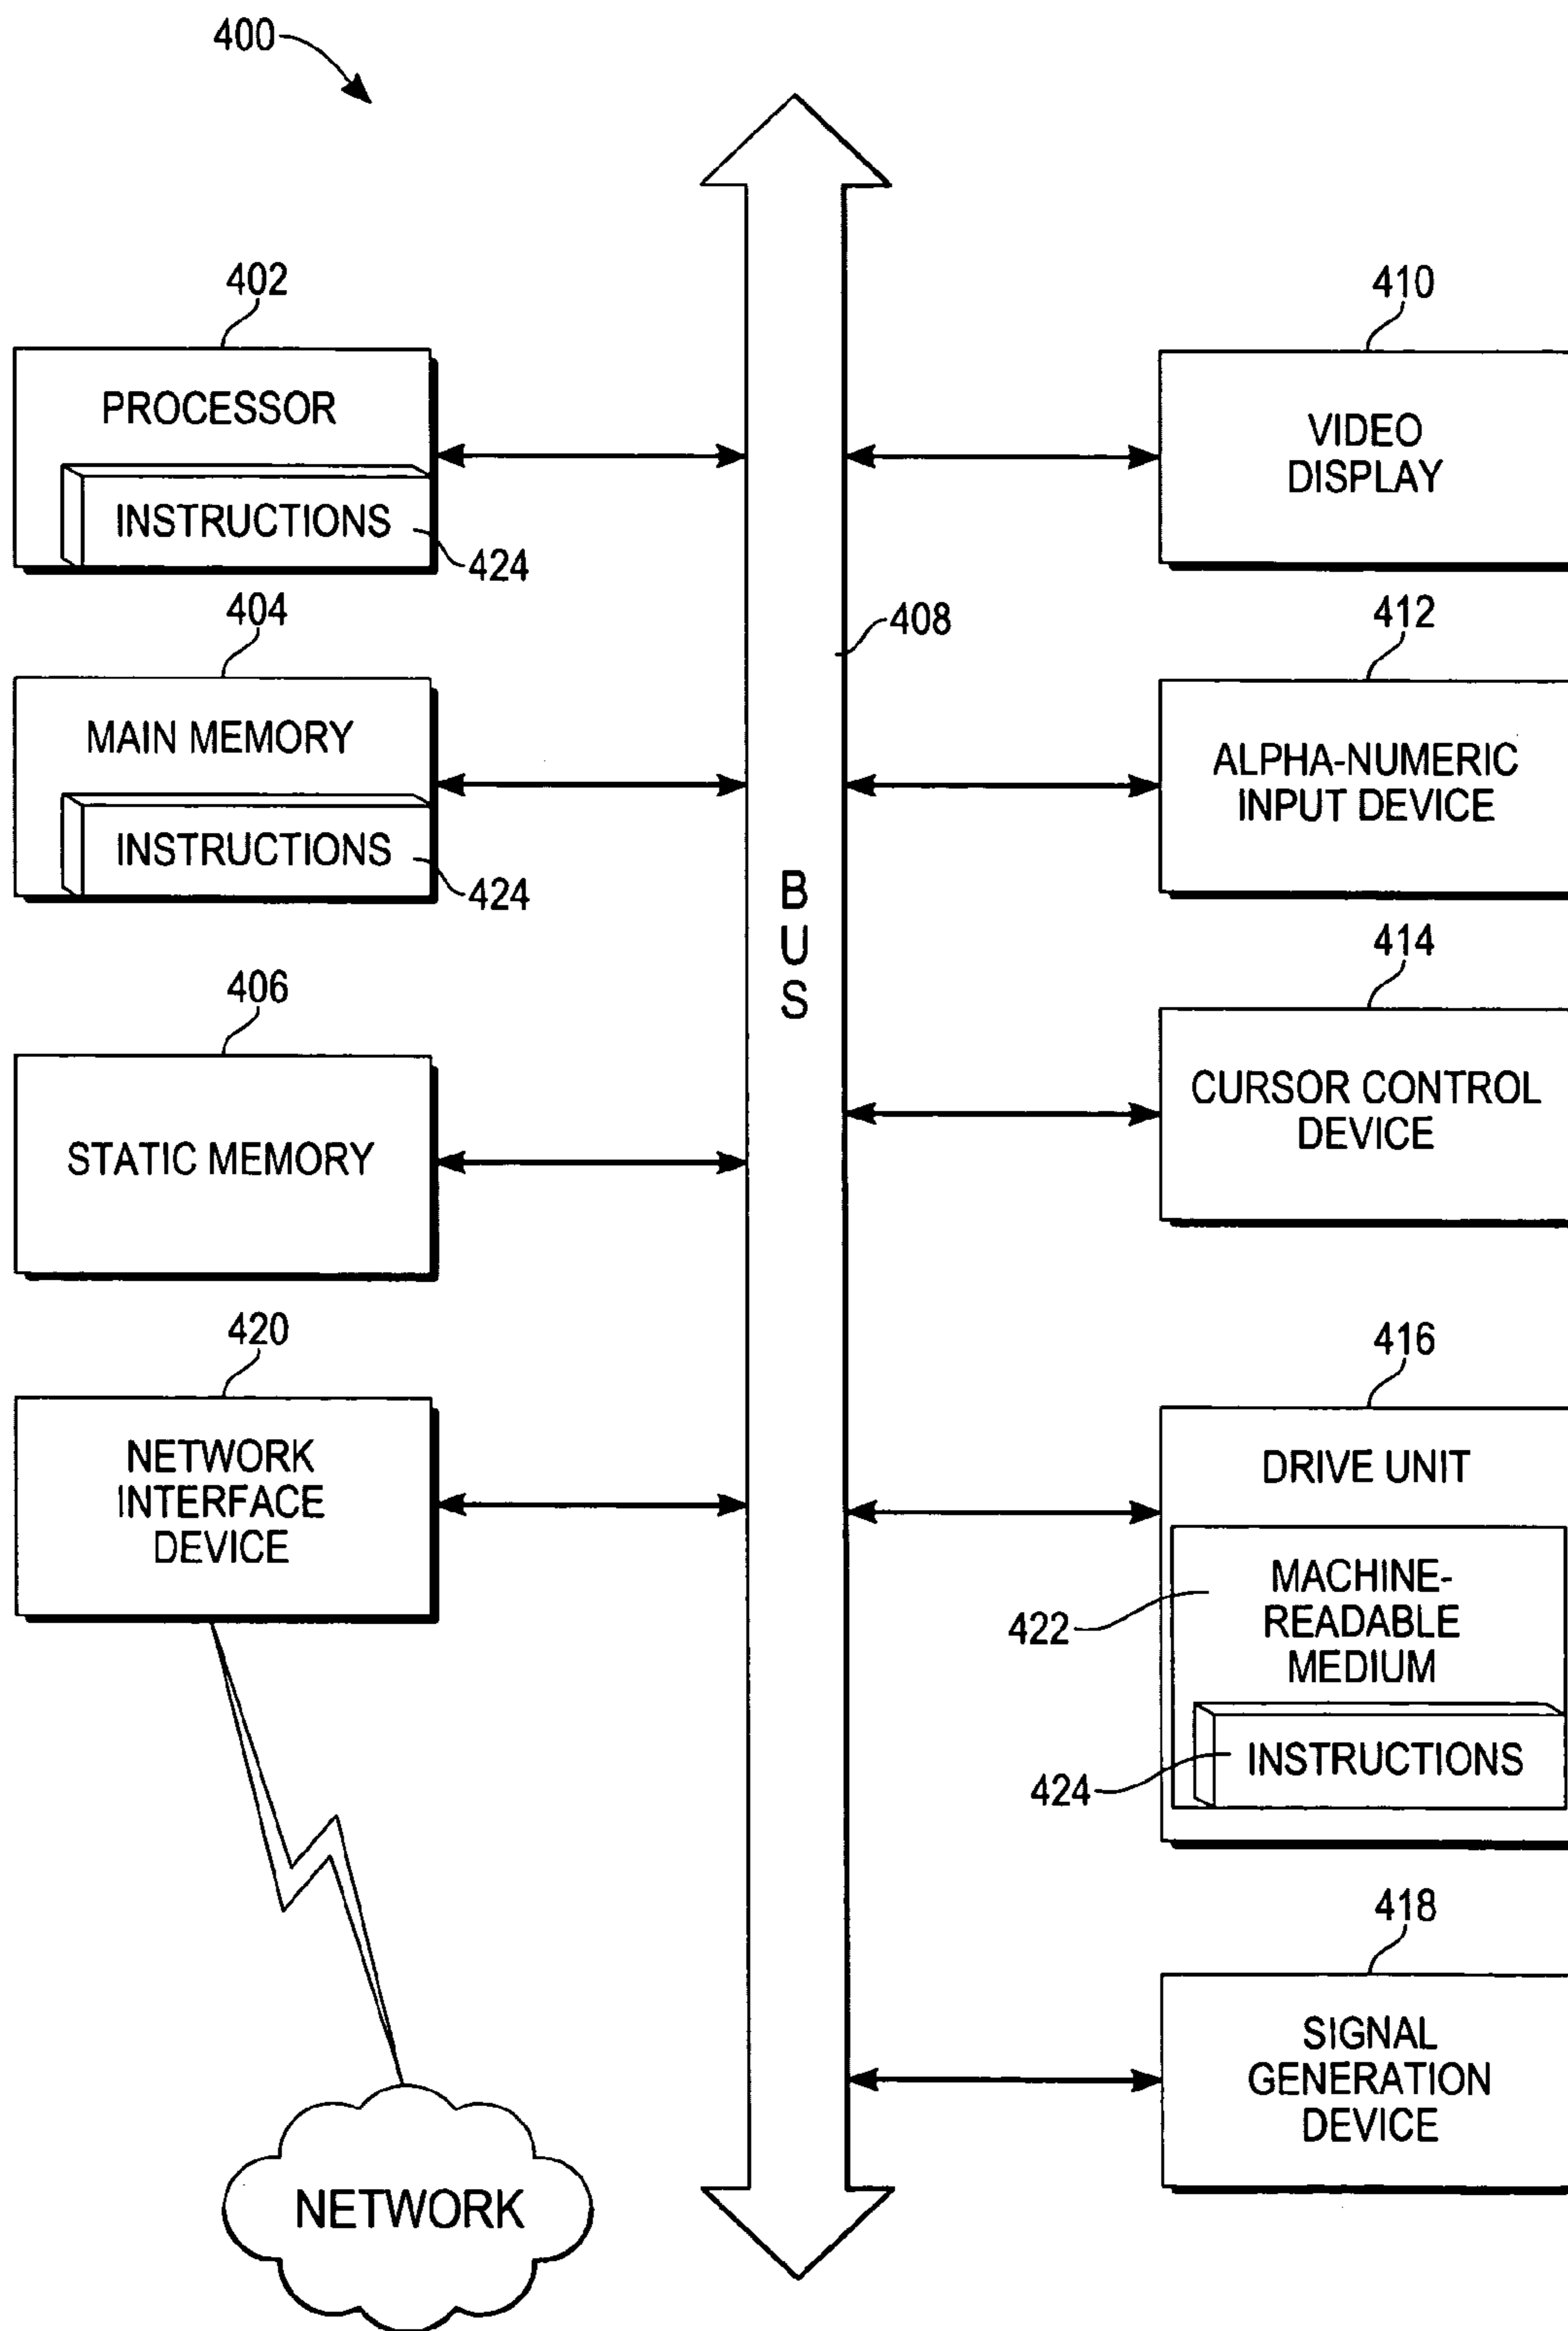 400
402
PROCESSOR
INSTRUCTIONS
424
404
MAIN MEMORY
INSTRUCTIONS
424
406
STATIC MEMORY
420
NETWORK
INTERFACE
DEVICE
NETWORK
408
B
U
S
410
VIDEO
DISPLAY
412
ALPHA-NUMERIC
INPUT DEVICE
414
CURSOR CONTROL
DEVICE
416
DRIVE UNIT
422
MACHINE-
READABLE
MEDIUM
424
INSTRUCTIONS
418
SIGNAL
GENERATION
DEVICE